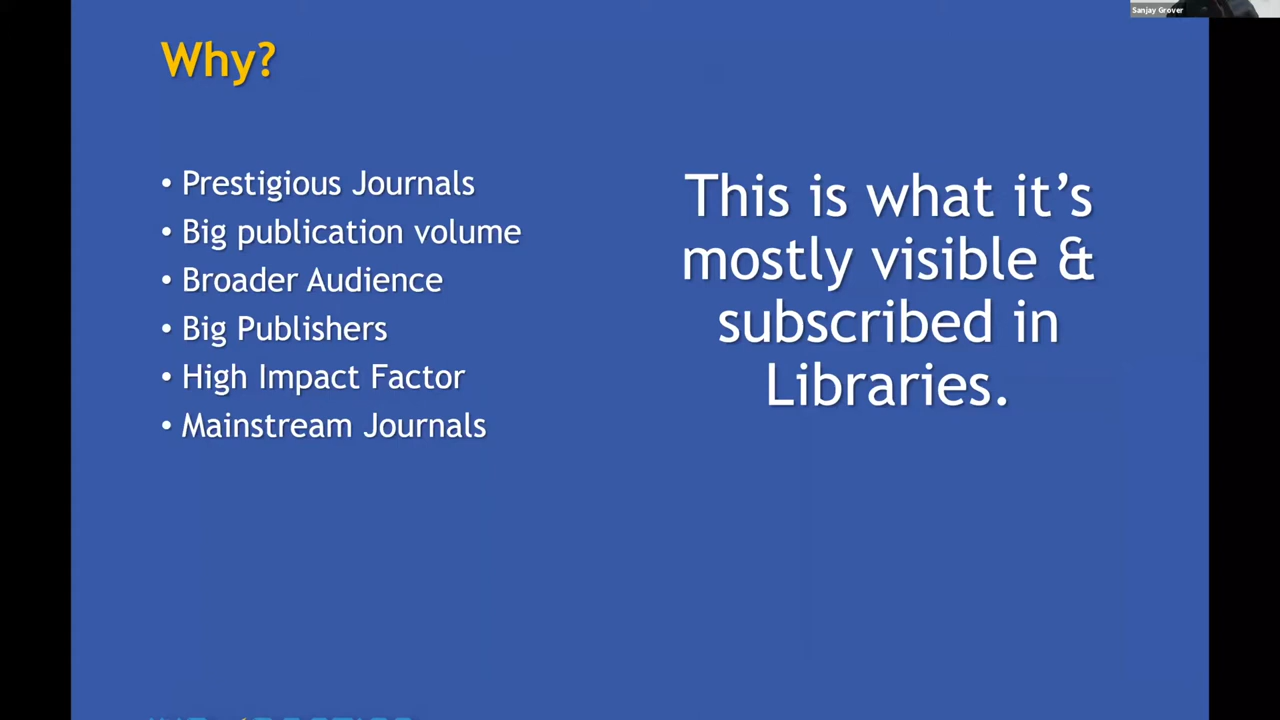 Sanjay Grover
Why?
• Prestigious Journals
• Big publication volume
• Broader Audience
• Big Publishers
• High Impact Factor
• Mainstream Journals
This is what it’s
mostly visible &
subscribed in
Libraries.